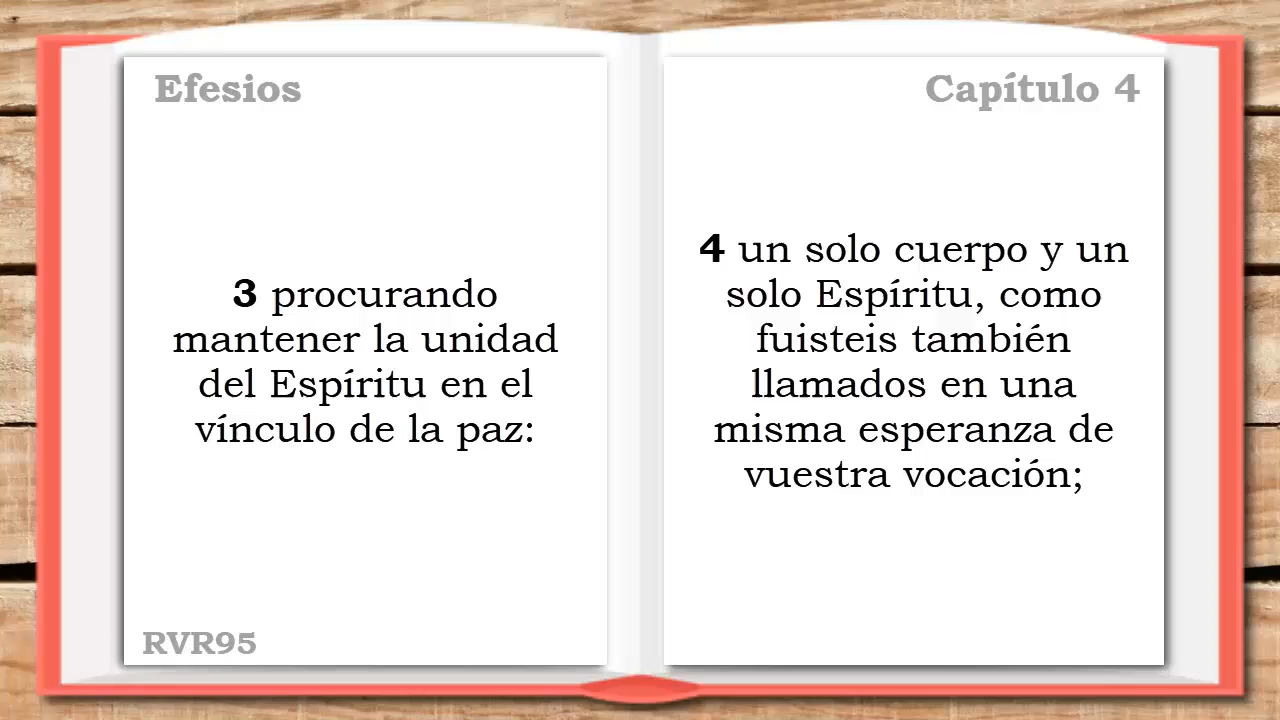 Efesios
3 procurando
mantener la unidad
del Espíritu en el
vínculo de la paz:
RVR95
Capítulo 4
4 un solo cuerpo y un
solo Espíritu, como
fuisteis también
llamados en una
misma esperanza de
vuestra vocación;